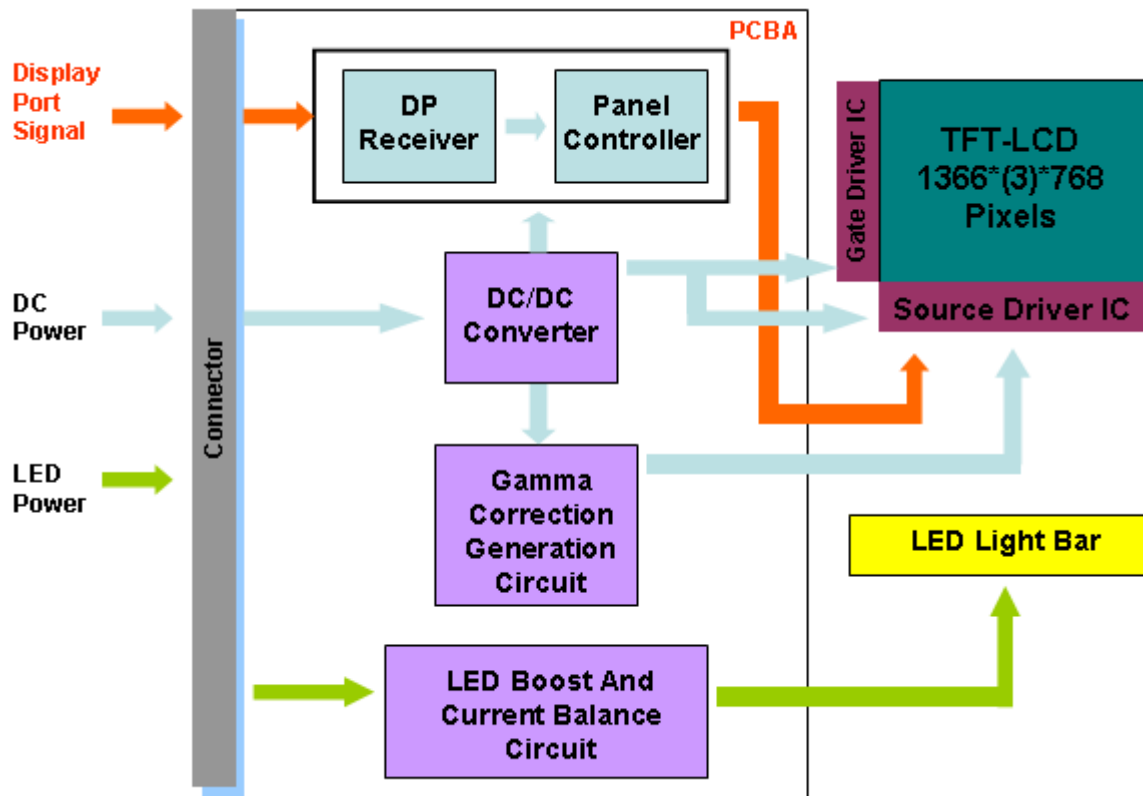 PCBA
Display
Port
Signal
DP
Receiver
Panel
Controller
Gate Driver IC
TFT-LCD
1366*(3)*768
Pixels
Source Driver IC
DC
Power
DC/DC
Converter
Connector
LED
Power
Gamma
Correction
Generation
Circuit
LED Light Bar
LED Boost And
Current Balance
Circuit